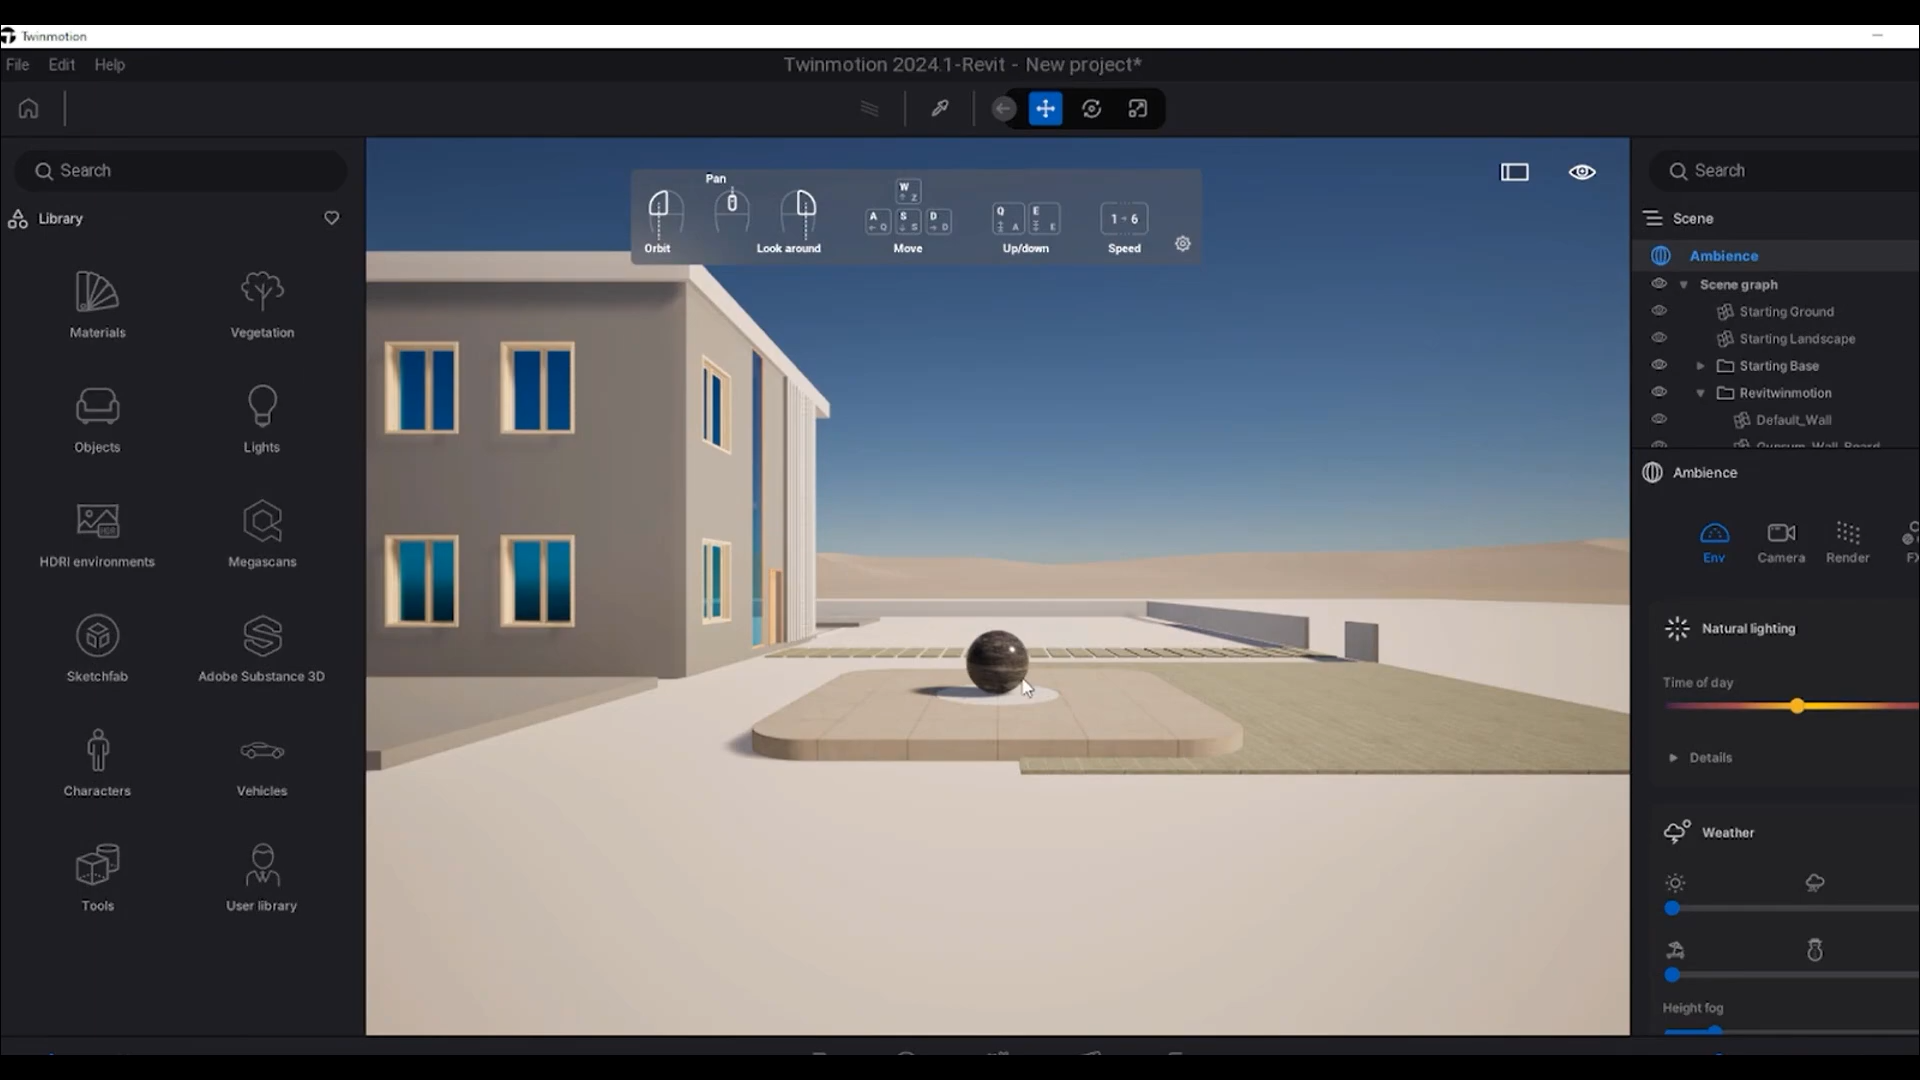 Twinmotion
File Edit Help
Twinmotion 2024.1-Revit - New project*
Search
Library
Materials
Vegetation
Objects
Lights
HDR
HDRI environments
Megascans
Sketchfab
Adobe Substance 3D
Characters
Vehicles
Tools
User library
Pan
Orbit
Look around
W
Z
A
Q
S
S
D
D
Move
Q
A
E
E
Up/down
1 - 6
Speed
Search
Scene
Ambience
Scene graph
Starting Ground
Starting Landscape
Starting Base
Revitwinmotion
Default_Wall
Gypsum_Wall_Board
Ambience
Env
Camera
Render
FX
Natural lighting
Time of day
Details
Weather
Height fog